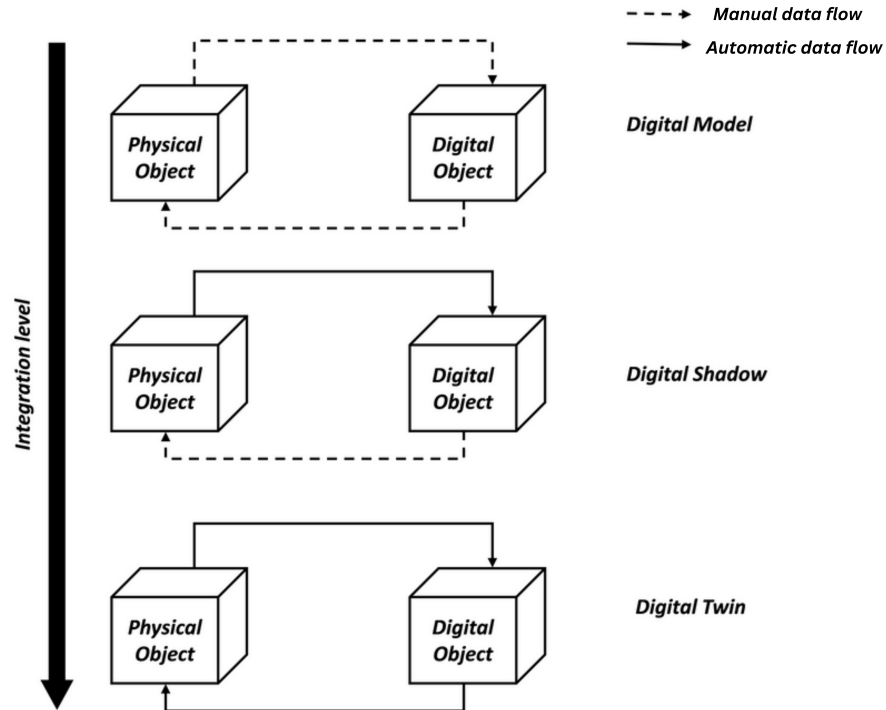 Manual data flow
Automatic data flow
Physical
Object
Digital
Object
Digital Model
Integration level
Physical
Object
Digital
Object
Digital Shadow
Physical
Object
Digital
Object
Digital Twin